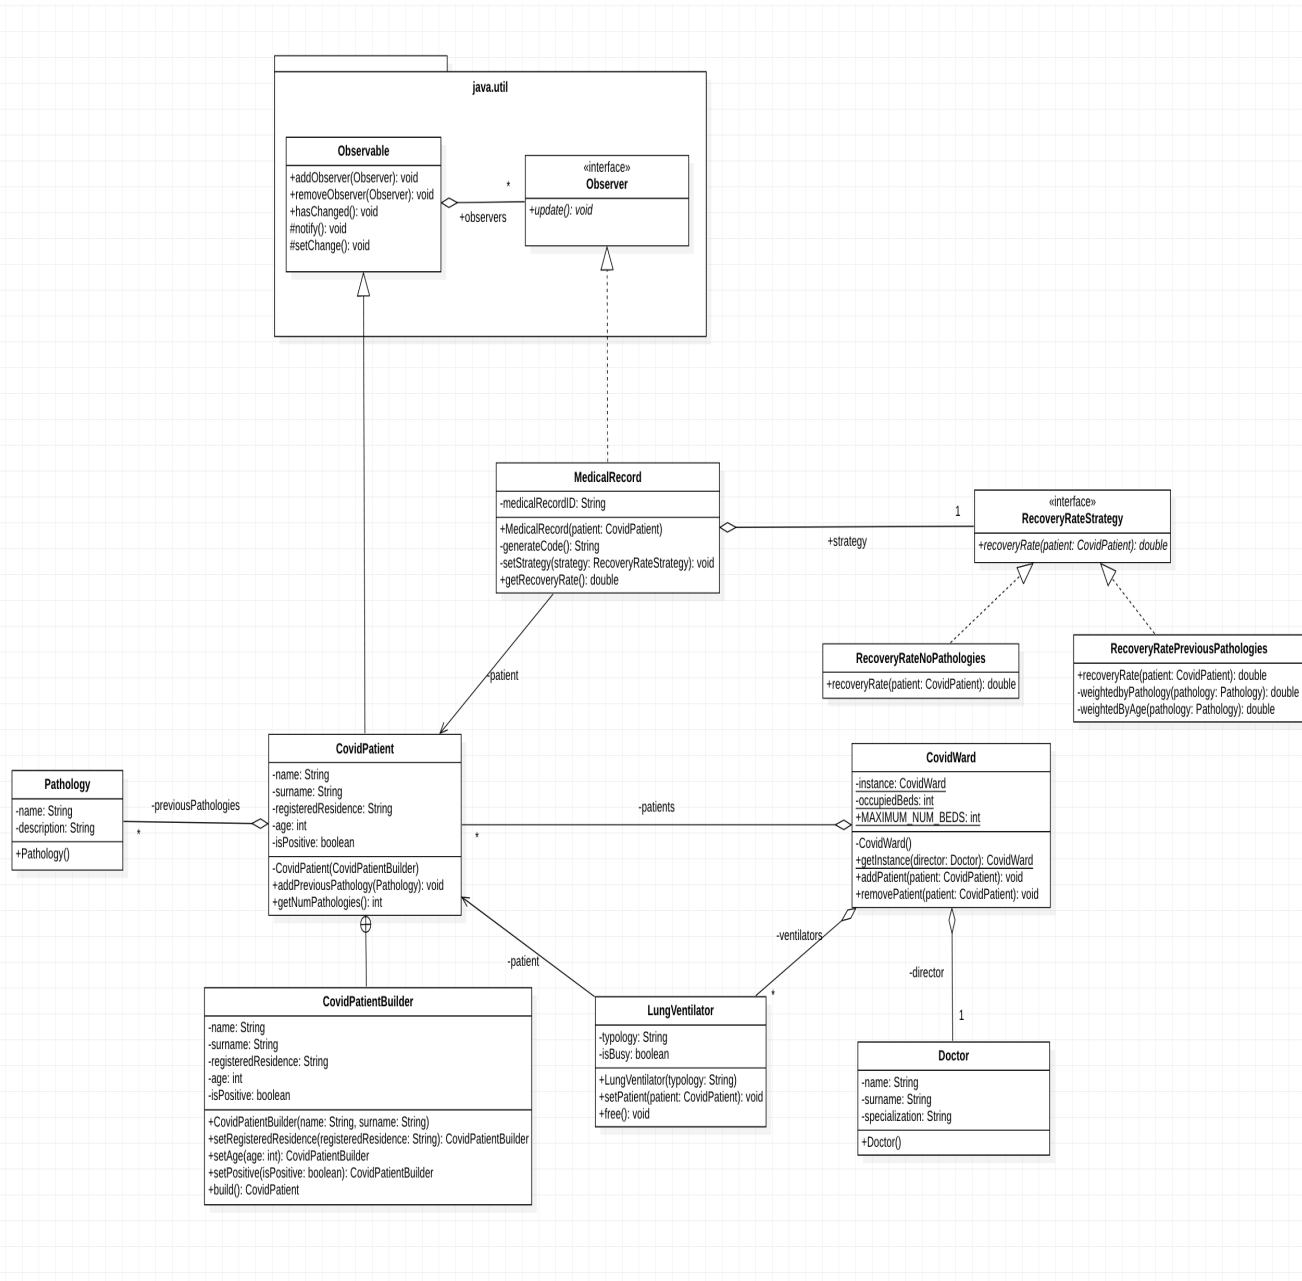 java.util
Observable
+addObserver(Observer): void
+removeObserver(Observer): void
+hasChanged(): void
#notify(): void
#setChange(): void
*
+observers
«interface»
Observer
+update(): void
MedicalRecord
-medicalRecordID: String
+MedicalRecord(patient: CovidPatient)
-generateCode(): String
-setStrategy(strategy: RecoveryRateStrategy): void
+getRecoveryRate(): double
1
+strategy
«interface»
RecoveryRateStrategy
+recoveryRate(patient: CovidPatient): double
RecoveryRateNoPathologies
+recoveryRate(patient: CovidPatient): double
RecoveryRatePreviousPathologies
+recoveryRate(patient: CovidPatient): double
-weightedbyPathology(pathology: Pathology): double
-weightedByAge(pathology: Pathology): double
-patient
Pathology
-name: String
-description: String
+Pathology()
-previousPathologies
*
CovidPatient
-name: String
-surname: String
-registeredResidence: String
-age: int
-isPositive: boolean
-CovidPatient(CovidPatientBuilder)
+addPreviousPathology(Pathology): void
+getNumPathologies(): int
-patients
*
CovidWard
-instance: CovidWard
-occupiedBeds: int
+MAXIMUM_NUM_BEDS: int
-CovidWard()
+getInstance(director: Doctor): CovidWard
+addPatient(patient: CovidPatient): void
+removePatient(patient: CovidPatient): void
-patient
-ventilators
*
-director
1
CovidPatientBuilder
-name: String
-surname: String
-registeredResidence: String
-age: int
-isPositive: boolean
+CovidPatientBuilder(name: String, surname: String)
+setRegisteredResidence(registeredResidence: String): CovidPatientBuilder
+setAge(age: int): CovidPatientBuilder
+setPositive(isPositive: boolean): CovidPatientBuilder
+build(): CovidPatient
LungVentilator
-typology: String
-isBusy: boolean
+LungVentilator(typology: String)
+setPatient(patient: CovidPatient): void
+free(): void
Doctor
-name: String
-surname: String
-specialization: String
+Doctor()